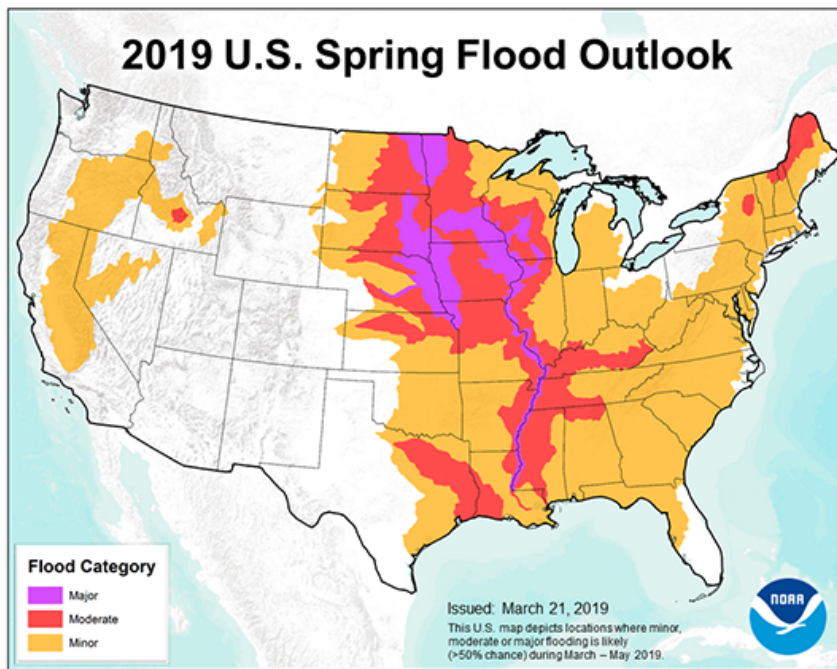 2019 U.S. Spring Flood Outlook
Flood Category
Major
Moderate
Minor
Issued: March 21, 2019
This U.S. map depicts locations where minor,
moderate or major flooding is likely
(>50% chance) during March – May 2019.
NOAA